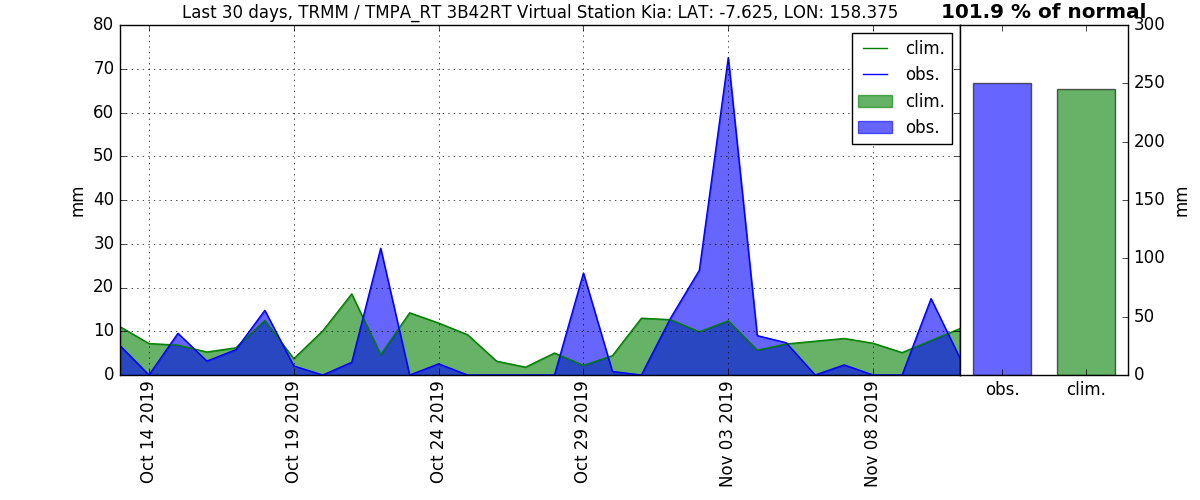 Last 30 days, TRMM / TMPA_RT 3B42RT Virtual Station Kia: LAT: -7.625, LON: 158.375
101.9 % of normal
80
70
60
50
40
30
20
10
0
mm
clim.
obs.
clim.
obs.
Oct 14 2019
Oct 19 2019
Oct 24 2019
Oct 29 2019
Nov 03 2019
Nov 08 2019
300
250
200
150
100
50
0
mm
obs.
clim.